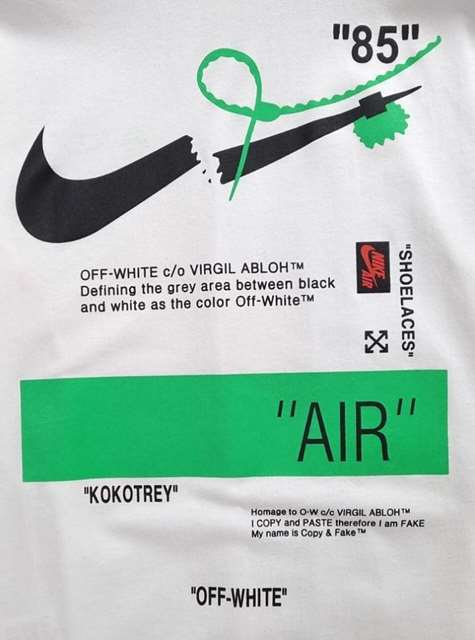 "85"
OFF-WHITE c/o VIRGIL ABLOH™
Defining the grey area between black
and white as the color Off-White™
NIKE
AIR
"SHOELACES"
"AIR"
"KOKOTREY"
Homage to O-W c/c VIRGIL ABLOH™
I COPY and PASTE therefore I am FAKE
My name is Copy & Fake™
"OFF-WHITE"